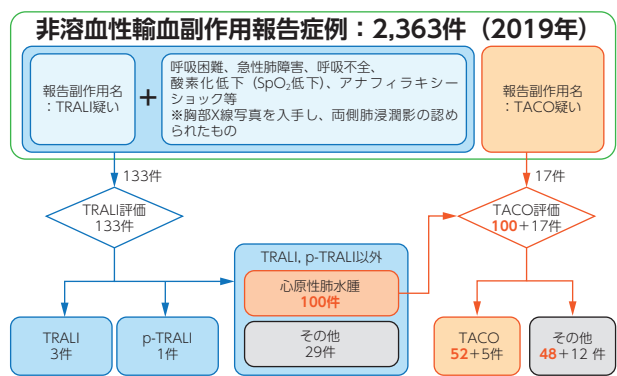 非溶血性輸血副作用報告症例：2,363件（2019年）
報告副作用名
：TRALI疑い
＋
呼吸困難、急性肺障害、呼吸不全、
酸素化低下（SpO₂低下）、アナフィラキシー
ショック等
※胸部X線写真を入手し、両側肺浸潤影の認め
られたもの
報告副作用名
：TACO疑い
133件
17件
TRALI評価
133件
TACO評価
100＋17件
TRALI, p-TRALI以外
心原性肺水腫
100件
その他
29件
TRALI
3件
p-TRALI
1件
TACO
52＋5件
その他
48＋12 件